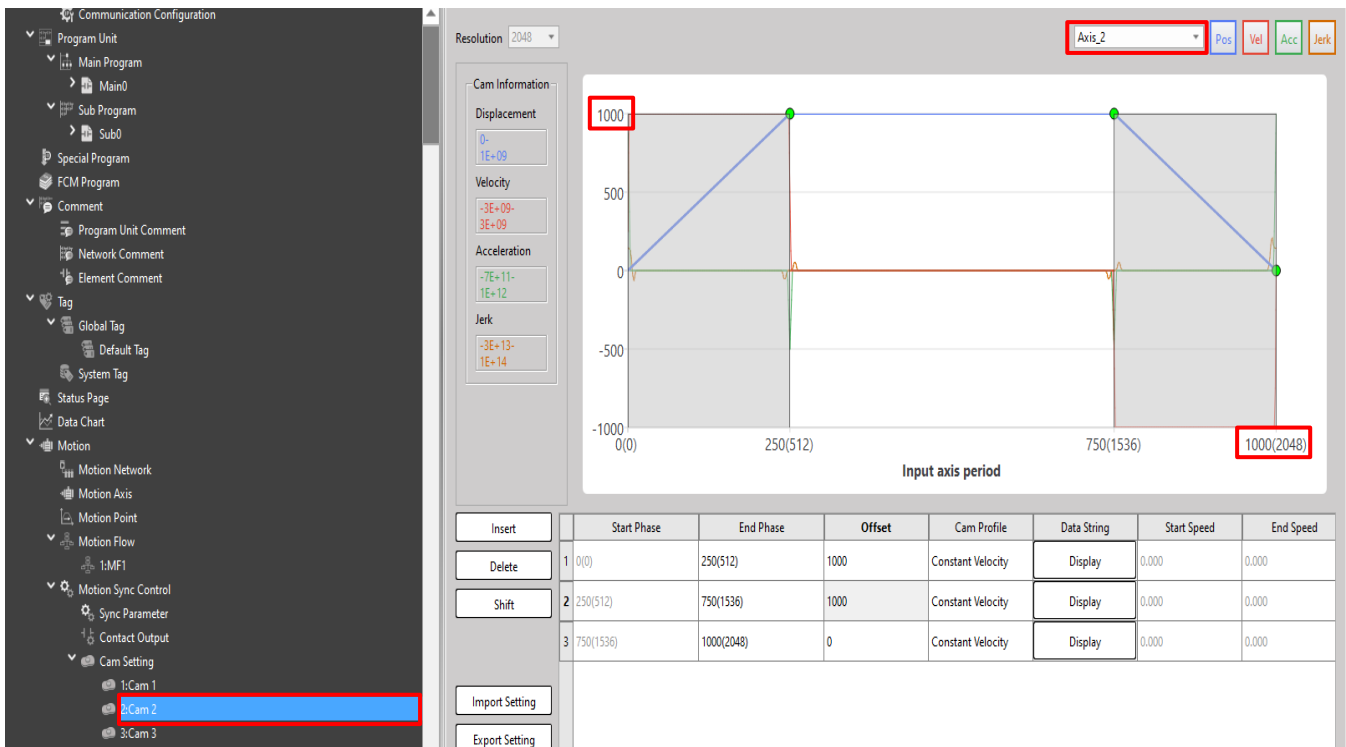 Communication Configuration
Program Unit
Main Program
Main0
Sub Program
Sub0
Special Program
FCM Program
Comment
Program Unit Comment
Network Comment
Element Comment
Tag
Global Tag
Default Tag
System Tag
Status Page
Data Chart
Motion
Motion Network
Motion Axis
Motion Point
Motion Flow
1:MF1
Motion Sync Control
Sync Parameter
Contact Output
Cam Setting
1:Cam 1
2:Cam 2
3:Cam 3
Resolution 2048
Axis_2 Pos Vel Acc Jerk
Cam Information
Displacement
0-
1E+09
Velocity
-3E+09-
3E+09
Acceleration
-7E+11-
1E+12
Jerk
-3E+13-
1E+14
1000
500
0
-500
-1000
0(0) 250(512) 750(1536) 1000(2048)
Input axis period
Insert
Delete
Shift
Import Setting
Export Setting
Start Phase End Phase Offset Cam Profile Data String Start Speed End Speed
1 0(0) 250(512) 1000 Constant Velocity Display 0.000 0.000
2 250(512) 750(1536) 1000 Constant Velocity Display 0.000 0.000
3 750(1536) 1000(2048) 0 Constant Velocity Display 0.000 0.000